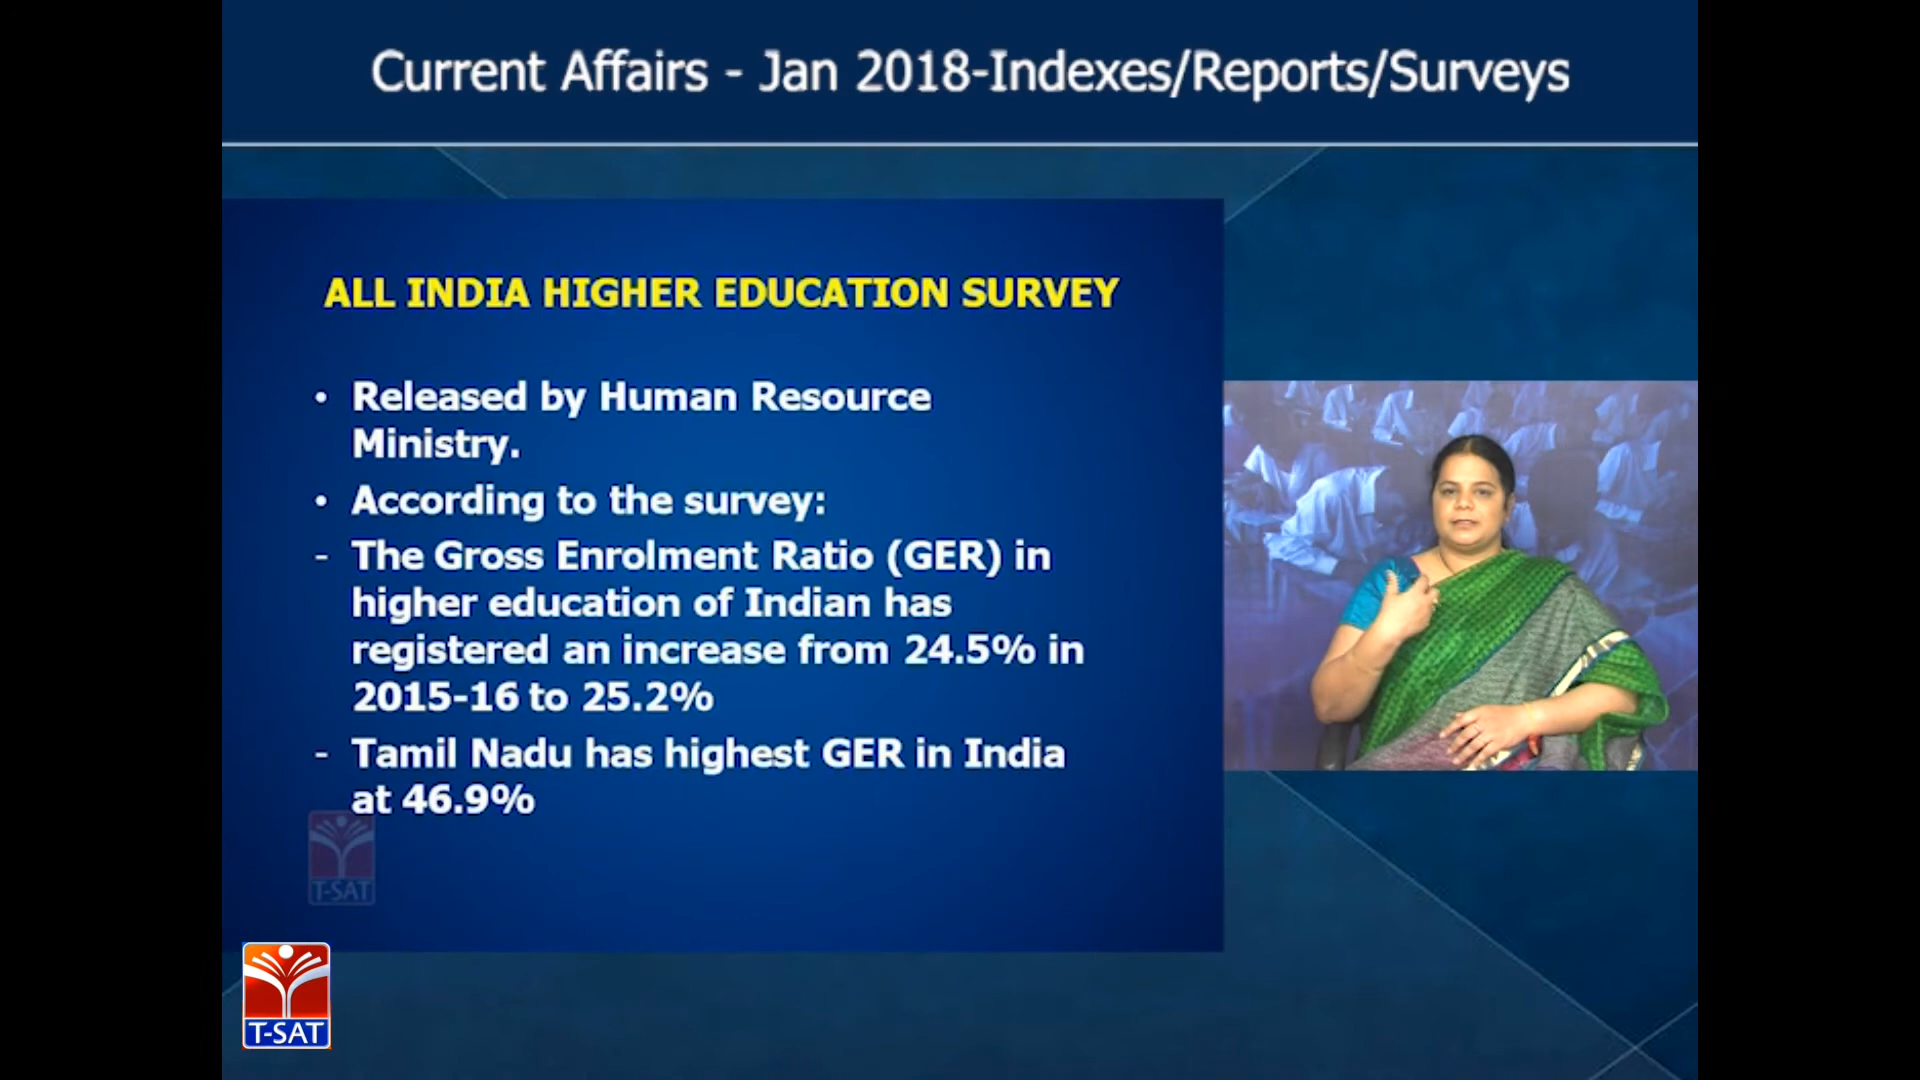 Current Affairs - Jan 2018-Indexes/Reports/Surveys
ALL INDIA HIGHER EDUCATION SURVEY
• Released by Human Resource
Ministry.
• According to the survey:
- The Gross Enrolment Ratio (GER) in
higher education of Indian has
registered an increase from 24.5% in
2015-16 to 25.2%
- Tamil Nadu has highest GER in India
at 46.9%
T-SAT
T-SAT